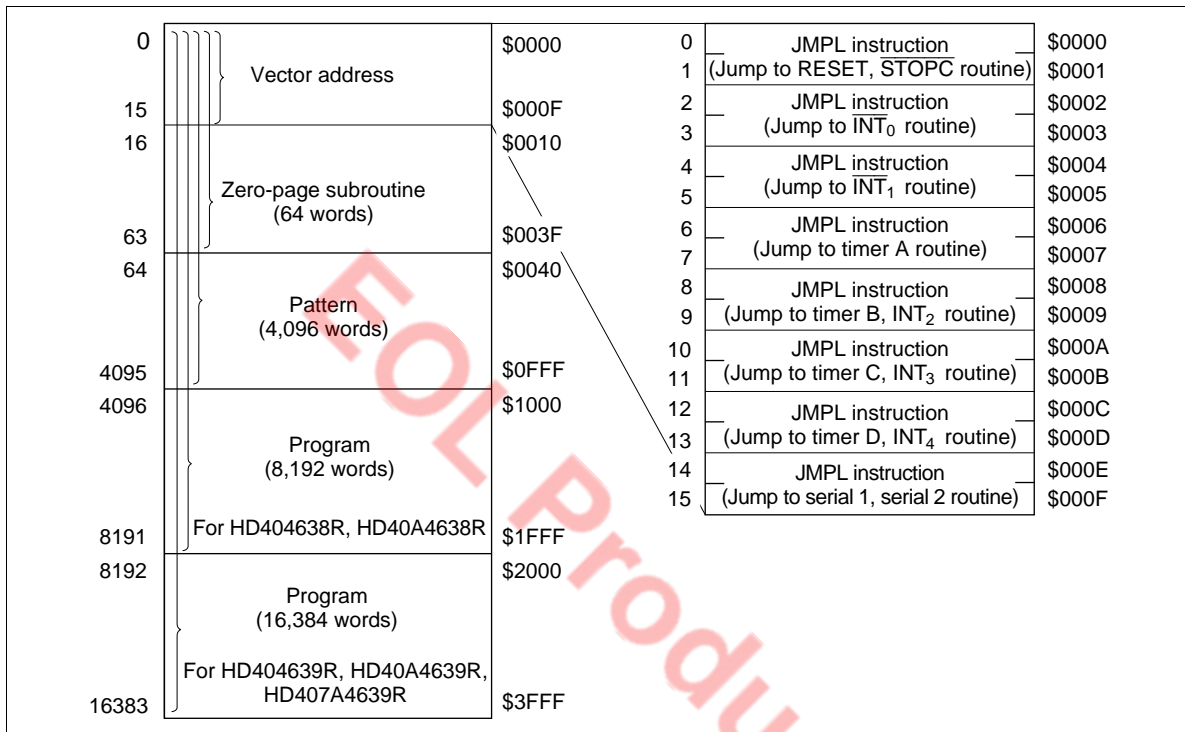 0
$0000
Vector address
15
$000F
16
$0010
Zero-page subroutine
(64 words)
63
$003F
64
$0040
Pattern
(4,096 words)
4095
$0FFF
4096
$1000
Program
(8,192 words)
For HD404638R, HD40A4638R
8191
$1FFF
8192
$2000
Program
(16,384 words)
For HD404639R, HD40A4639R,
HD407A4639R
16383
$3FFF
0
JMPL instruction
$0000
1
(Jump to RESET, S̅T̅O̅P̅C̅ routine)
$0001
2
JMPL instruction
$0002
3
(Jump to I̅N̅T̅₀ routine)
$0003
4
JMPL instruction
$0004
5
(Jump to I̅N̅T̅₁ routine)
$0005
6
JMPL instruction
$0006
7
(Jump to timer A routine)
$0007
8
JMPL instruction
$0008
9
(Jump to timer B, INT₂ routine)
$0009
10
JMPL instruction
$000A
11
(Jump to timer C, INT₃ routine)
$000B
12
JMPL instruction
$000C
13
(Jump to timer D, INT₄ routine)
$000D
14
JMPL instruction
$000E
15
(Jump to serial 1, serial 2 routine)
$000F
EOL Produ